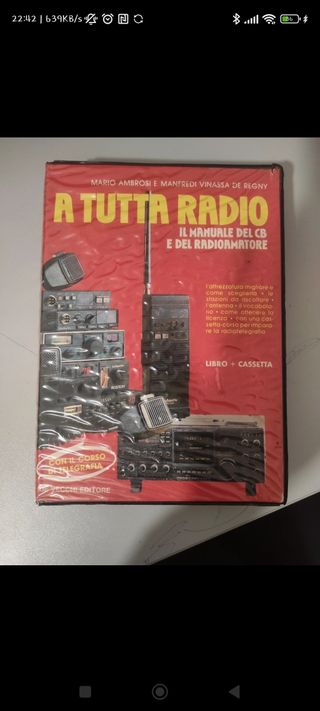 22:42 | 639KB/s
MARIO AMBROSI E MANFREDI VINASSA DE REGNY
A TUTTA RADIO
IL MANUALE DEL CB
E DEL RADIOAMATORE
l'attrezzatura migliore e
come sceglierla • le
stazioni da ascoltare •
l'antenna • il vocabola-
rio • come ottenere la
licenza • con una cas-
setta-corso per impara-
re la radiotelegrafia
LIBRO + CASSETTA
CON IL CORSO
DI TELEGRAFIA
DE VECCHI EDITORE